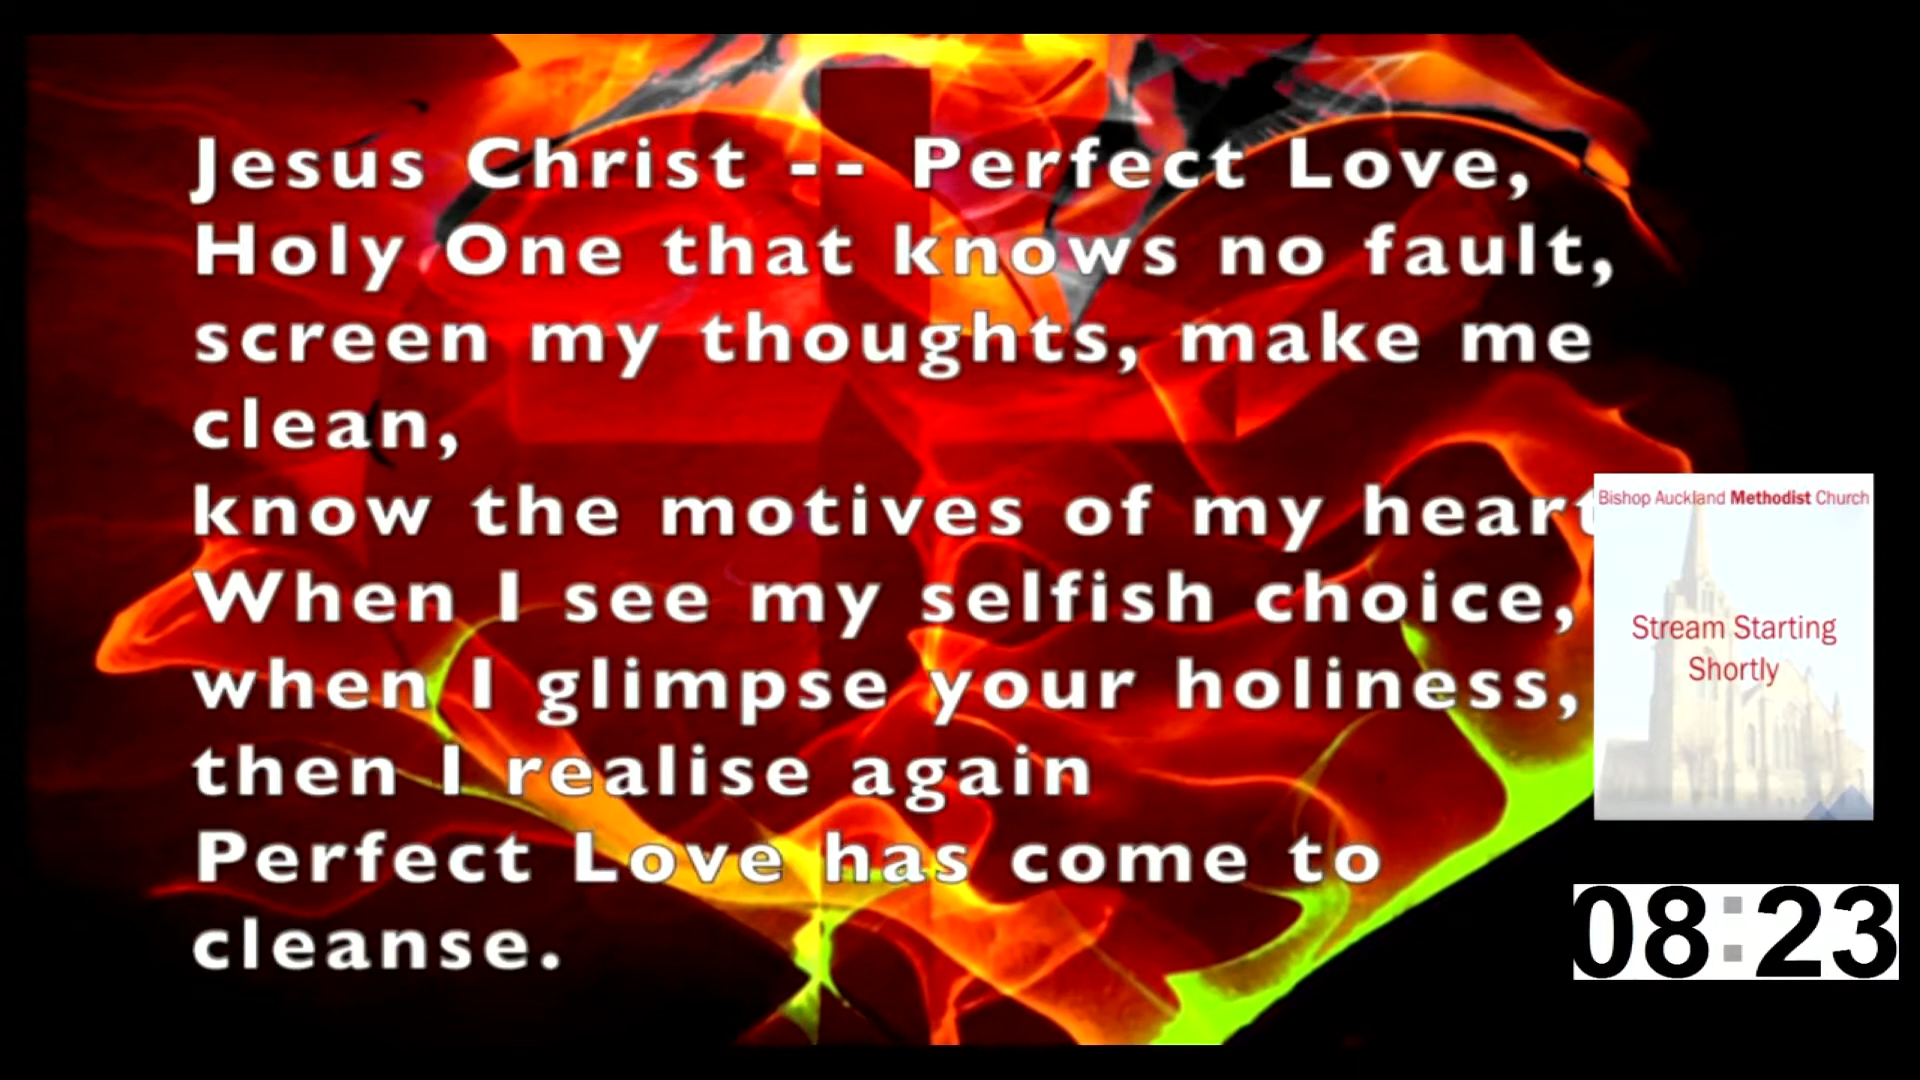 Jesus Christ -- Perfect Love,
Holy One that knows no fault,
screen my thoughts, make me
clean,
know the motives of my heart
When I see my selfish choice,
when I glimpse your holiness,
then I realise again
Perfect Love has come to
cleanse.
Bishop Auckland Methodist Church
Stream Starting
Shortly
08:23